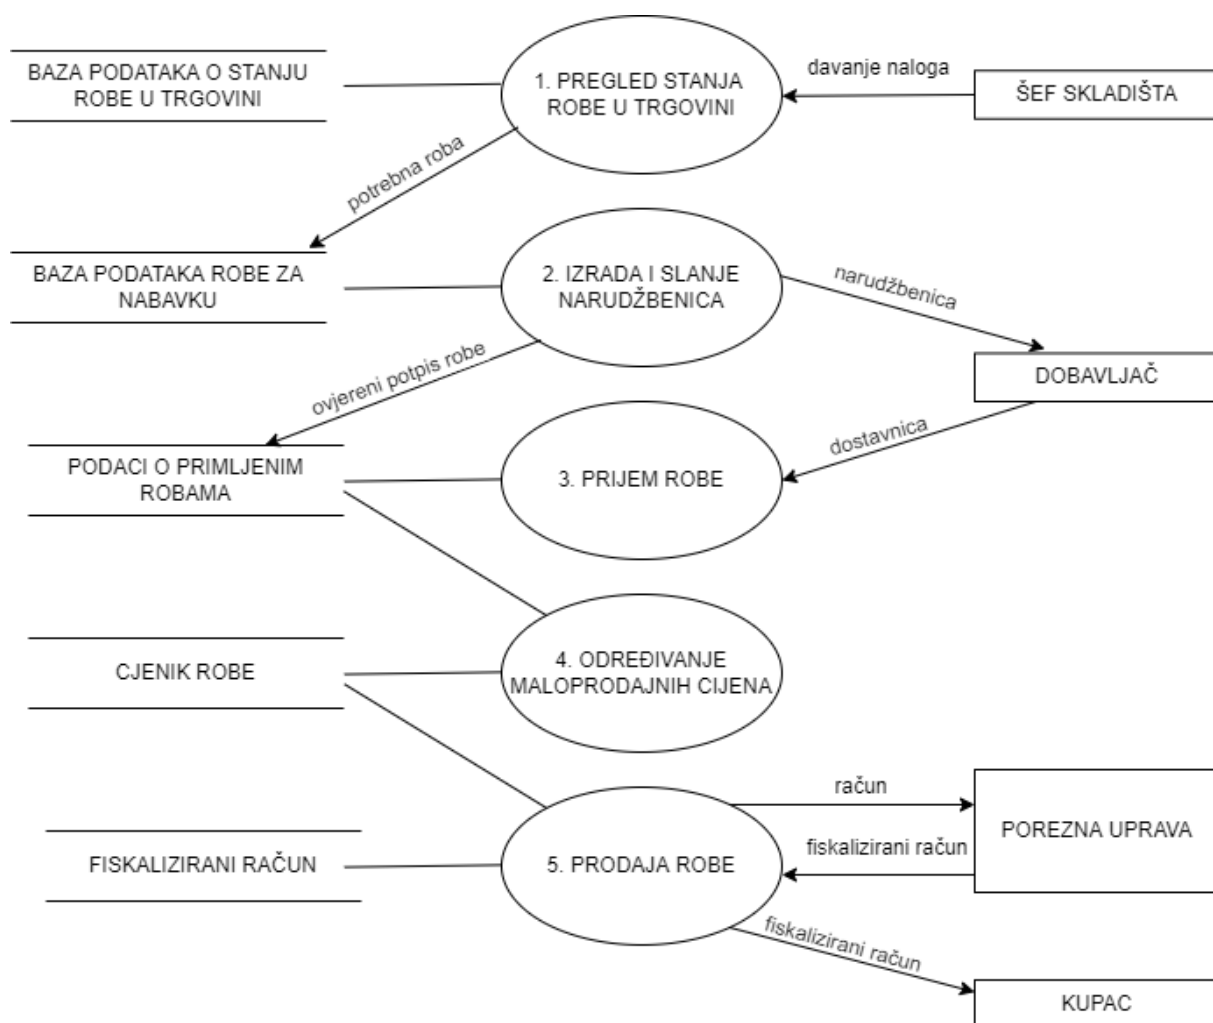 BAZA PODATAKA O STANJU
ROBE U TRGOVINI
1. PREGLED STANJA
ROBE U TRGOVINI
davanje naloga
ŠEF SKLADIŠTA
potrebna roba
BAZA PODATAKA ROBE ZA
NABAVKU
2. IZRADA I SLANJE
NARUDŽBENICA
narudžbenica
DOBAVLJAČ
ovjereni potpis robe
dostavnica
PODACI O PRIMLJENIM
ROBAMA
3. PRIJEM ROBE
CJENIK ROBE
4. ODREĐIVANJE
MALOPRODAJNIH CIJENA
račun
POREZNA UPRAVA
fiskalizirani račun
FISKALIZIRANI RAČUN
5. PRODAJA ROBE
fiskalizirani račun
KUPAC